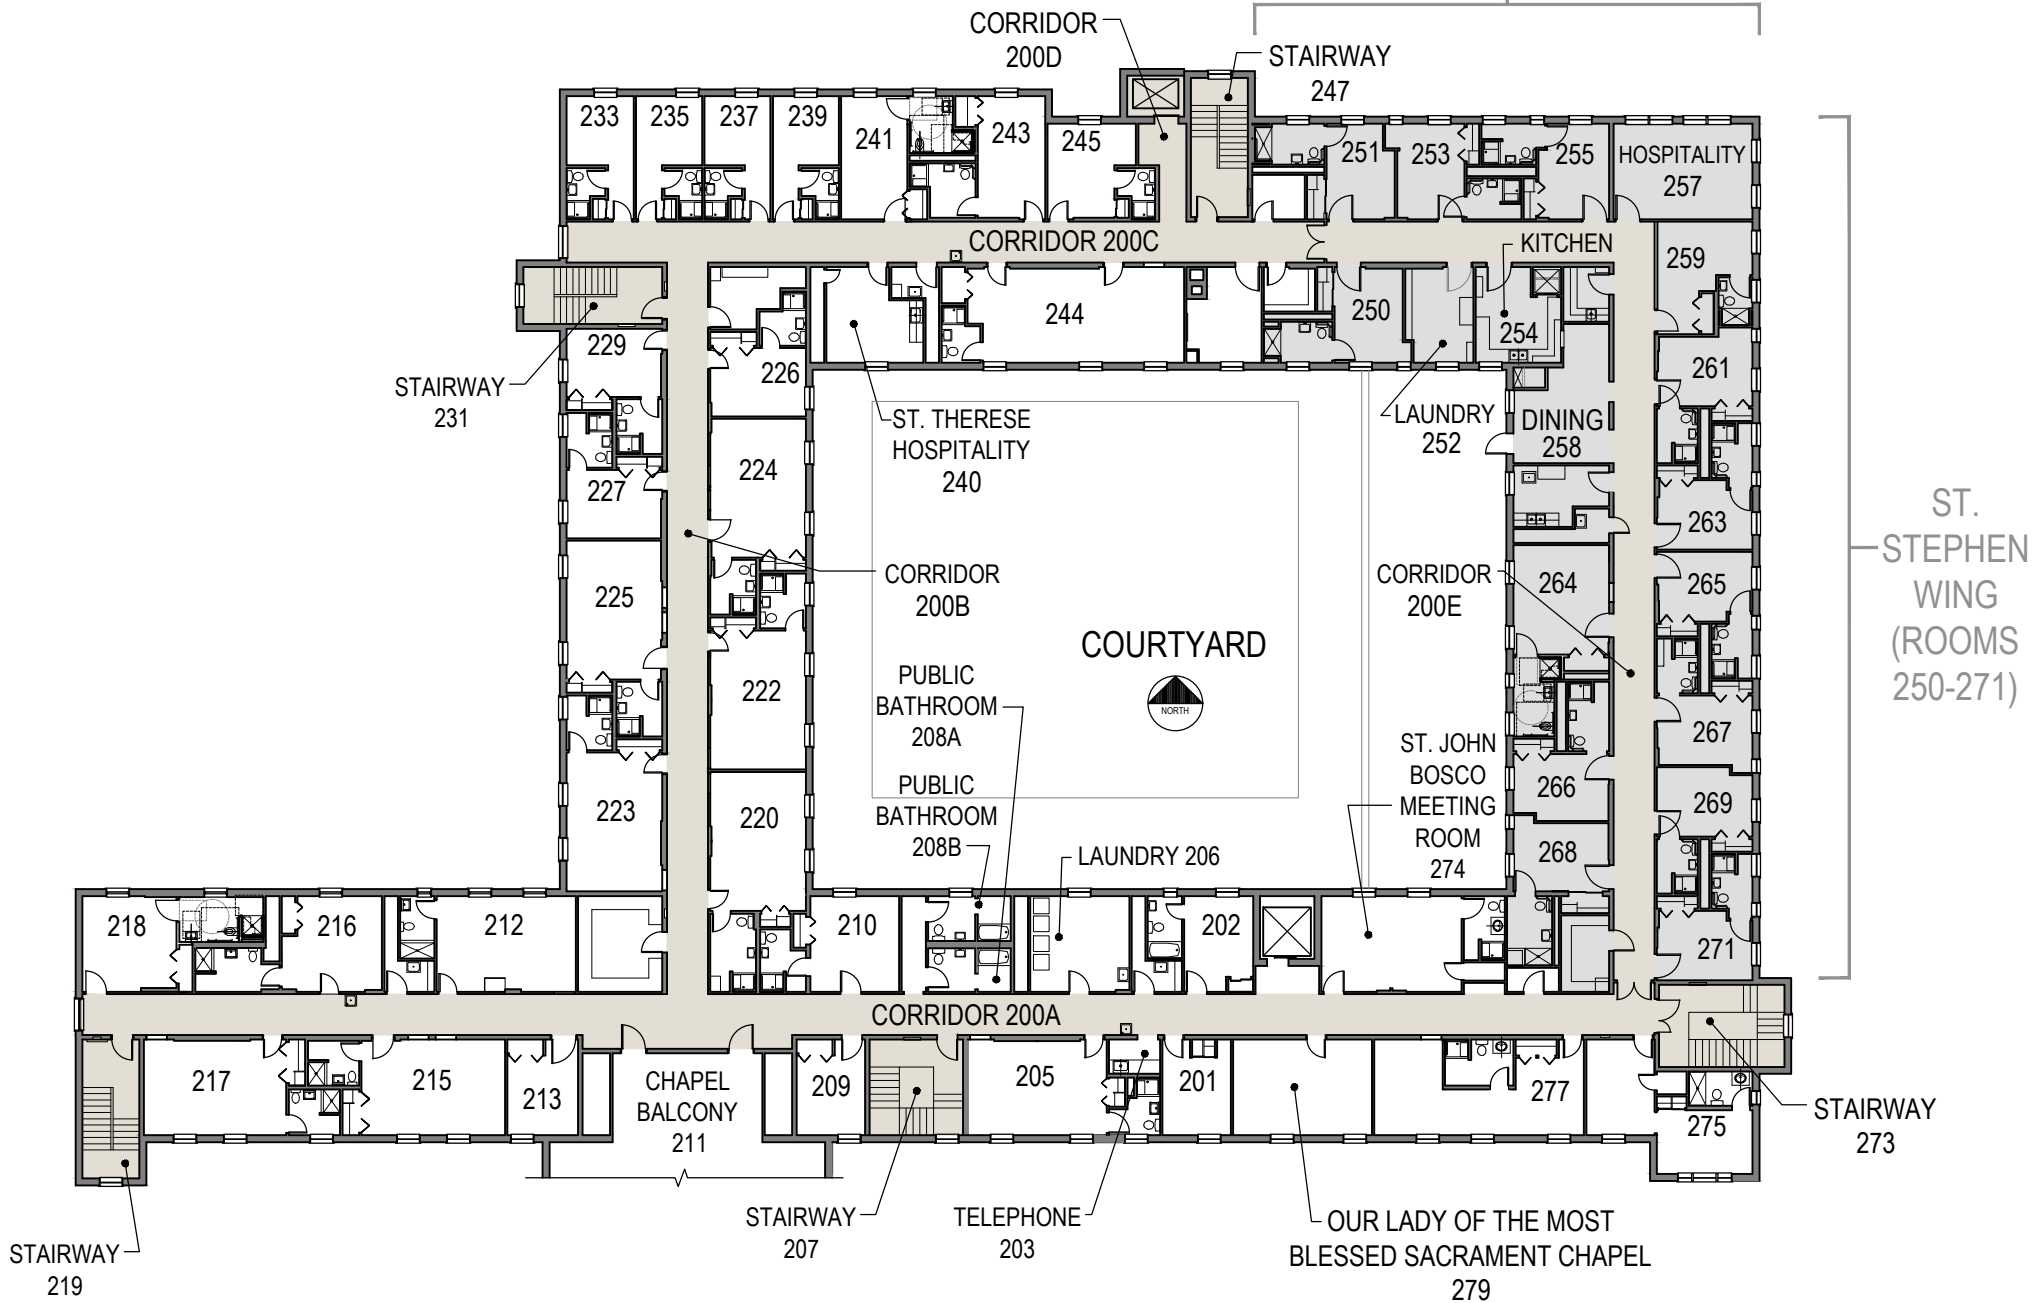 CORRIDOR
200D
STAIRWAY
247
233
235
237
239
241
243
245
251
253
255
HOSPITALITY
257
CORRIDOR 200C
KITCHEN
259
229
226
244
250
254
261
STAIRWAY
231
ST. THERESE
HOSPITALITY
240
LAUNDRY
252
DINING
258
227
224
263
ST.
STEPHEN
WING
(ROOMS
250-271)
225
CORRIDOR
200B
CORRIDOR
200E
264
265
COURTYARD
NORTH
222
PUBLIC
BATHROOM
208A
267
ST. JOHN
BOSCO
MEETING
ROOM
274
266
269
223
220
PUBLIC
BATHROOM
208B
LAUNDRY 206
268
218
216
212
210
202
271
CORRIDOR 200A
217
215
213
CHAPEL
BALCONY
211
209
205
201
277
275
STAIRWAY
273
STAIRWAY
219
STAIRWAY
207
TELEPHONE
203
OUR LADY OF THE MOST
BLESSED SACRAMENT CHAPEL
279